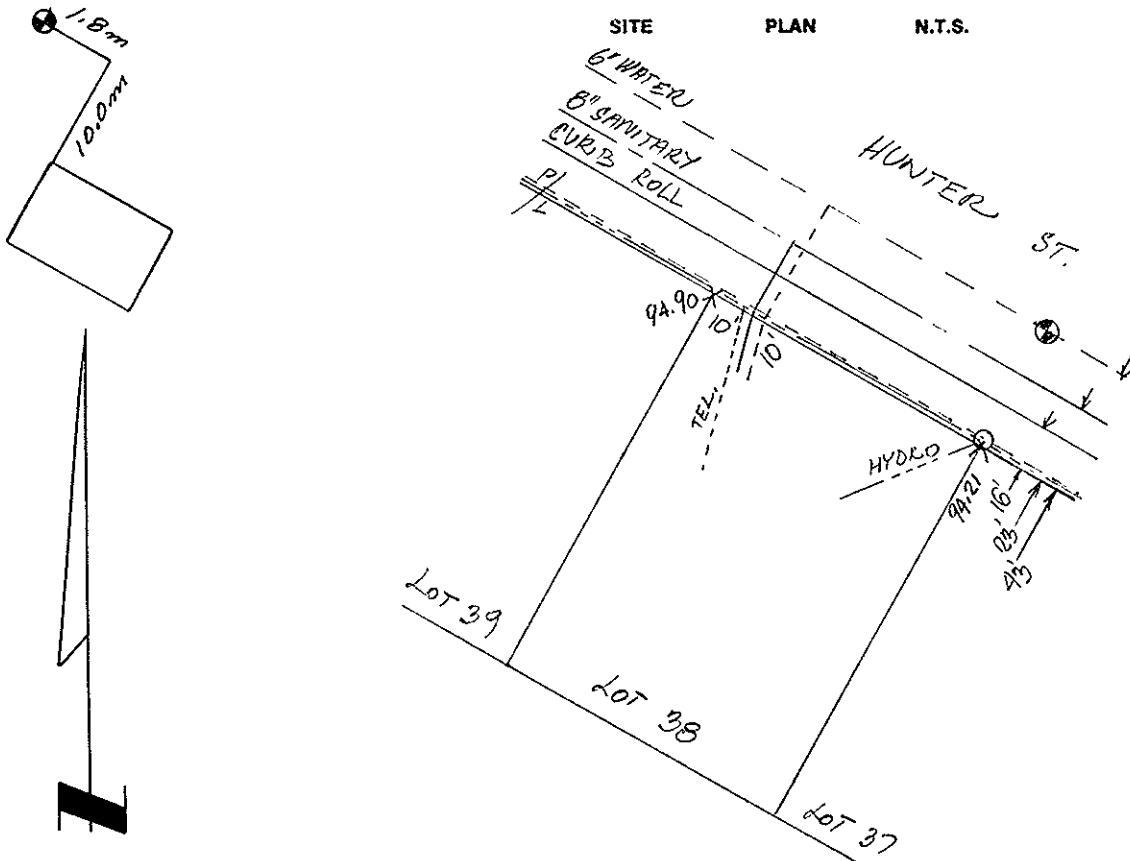 SITE PLAN N.T.S.
1.8m
10.0m
6" WATER
8" SANITARY
CURB ROLL
P/L
HUNTER ST.
94.90
10'
10'
TEL.
HYDRO
94.21
16'
23'
43'
LOT 39
LOT 38
LOT 37